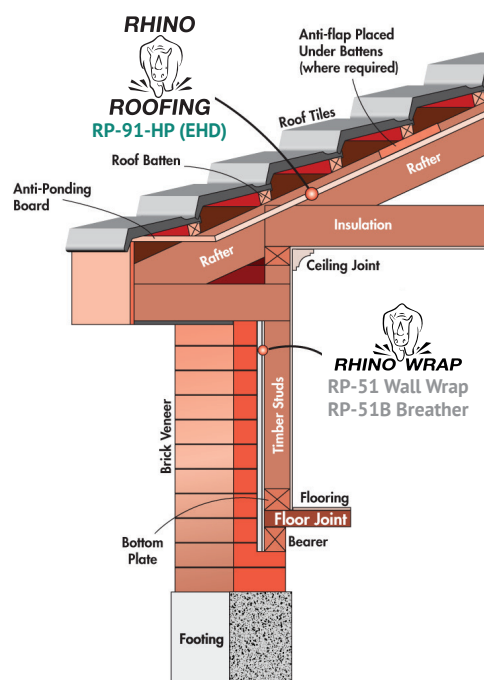 RHINO
ROOFING
RP-91-HP (EHD)
Anti-flap Placed
Under Battens
(where required)
Roof Tiles
Roof Batten
Rafter
Anti-Ponding
Board
Insulation
Rafter
Ceiling Joint
RHINO WRAP
RP-51 Wall Wrap
RP-51B Breather
Timber Studs
Brick Veneer
Flooring
Floor Joint
Bottom
Plate
Bearer
Footing